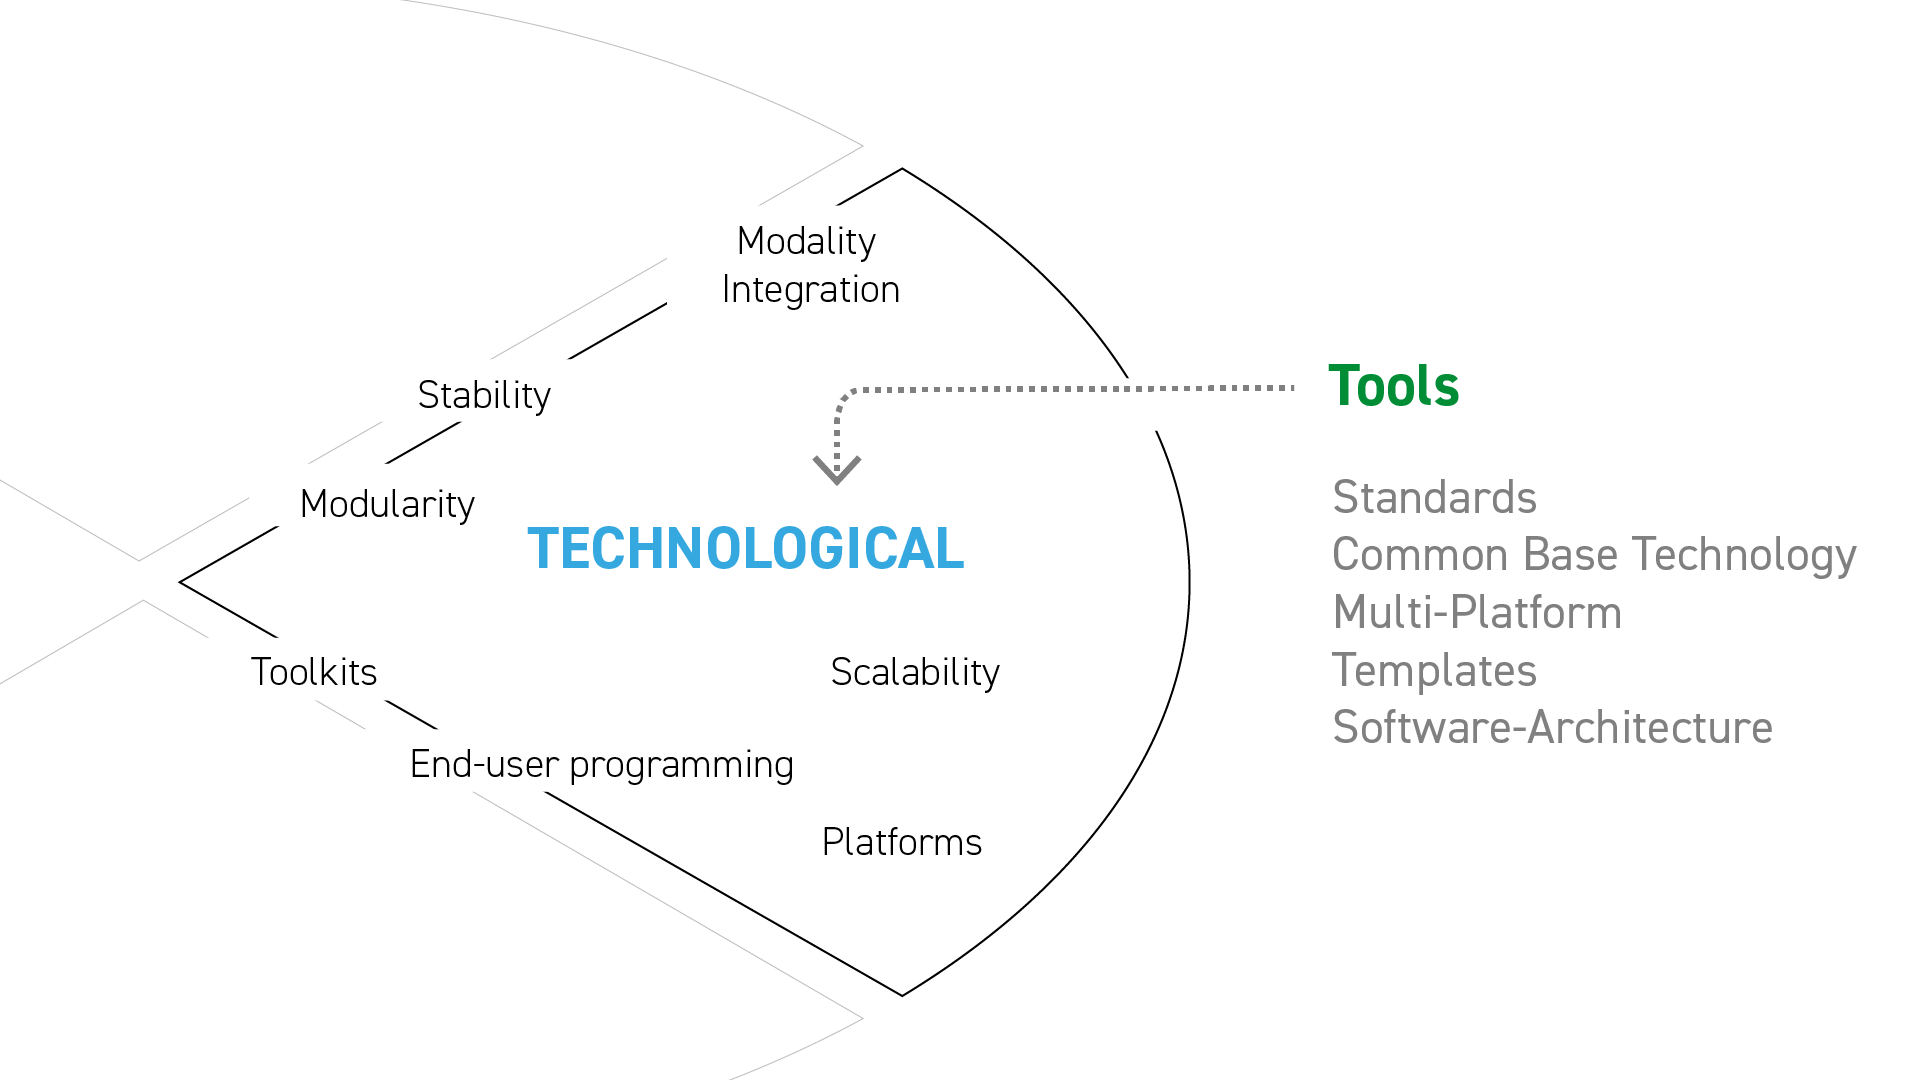 Modality
Integration
Stability
Modularity
TECHNOLOGICAL
Toolkits
Scalability
End-user programming
Platforms
Tools
Standards
Common Base Technology
Multi-Platform
Templates
Software-Architecture